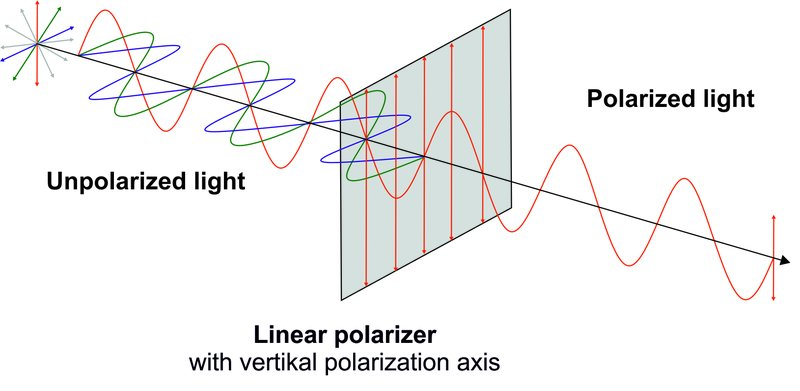 Polarized light
Unpolarized light
Linear polarizer
with vertikal polarization axis